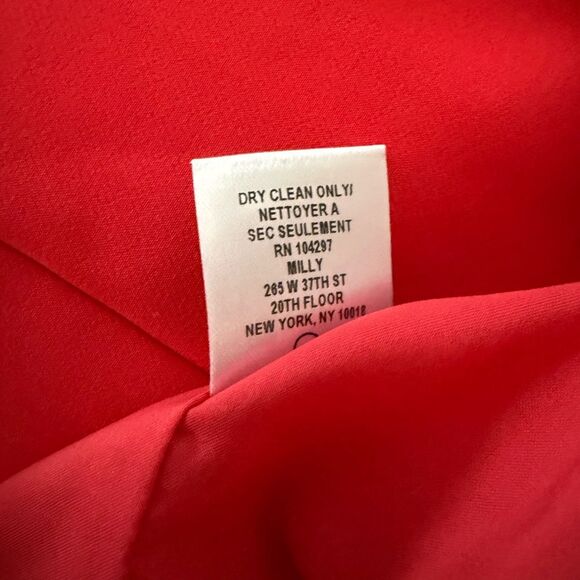 DRY CLEAN ONLY/
NETTOYER A
SEC SEULEMENT
RN 104297
MILLY
265 W 37TH ST
20TH FLOOR
NEW YORK, NY 10018